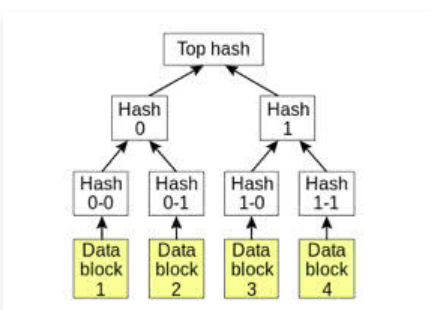 Top hash
Hash
0
Hash
1
Hash
0-0
Hash
0-1
Hash
1-0
Hash
1-1
Data
block
1
Data
block
2
Data
block
3
Data
block
4